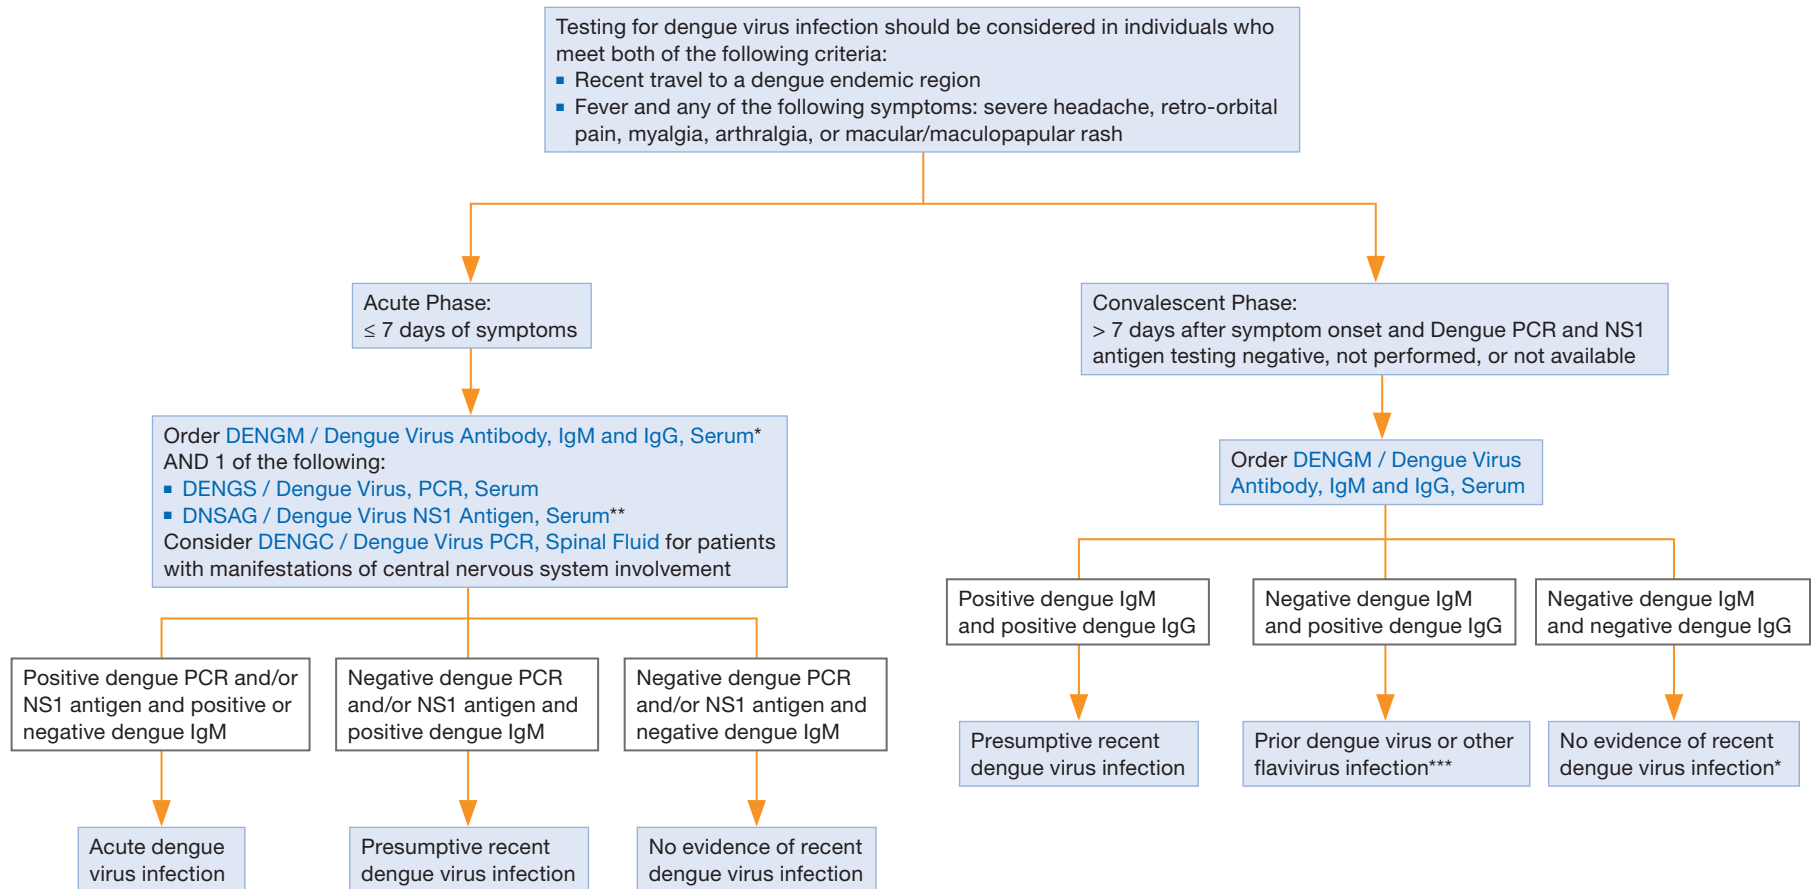 Testing for dengue virus infection should be considered in individuals who
meet both of the following criteria:
▪ Recent travel to a dengue endemic region
▪ Fever and any of the following symptoms: severe headache, retro-orbital
pain, myalgia, arthralgia, or macular/maculopapular rash
Acute Phase:
≤ 7 days of symptoms
Order DENGM / Dengue Virus Antibody, IgM and IgG, Serum*
AND 1 of the following:
▪ DENGS / Dengue Virus, PCR, Serum
▪ DNSAG / Dengue Virus NS1 Antigen, Serum**
Consider DENGC / Dengue Virus PCR, Spinal Fluid for patients
with manifestations of central nervous system involvement
Positive dengue PCR and/or
NS1 antigen and positive or
negative dengue IgM
Negative dengue PCR
and/or NS1 antigen and
positive dengue IgM
Negative dengue PCR
and/or NS1 antigen and
negative dengue IgM
Acute dengue
virus infection
Presumptive recent
dengue virus infection
No evidence of recent
dengue virus infection
Convalescent Phase:
> 7 days after symptom onset and Dengue PCR and NS1
antigen testing negative, not performed, or not available
Order DENGM / Dengue Virus
Antibody, IgM and IgG, Serum
Positive dengue IgM
and positive dengue IgG
Negative dengue IgM
and positive dengue IgG
Negative dengue IgM
and negative dengue IgG
Presumptive recent
dengue virus infection
Prior dengue virus or other
flavivirus infection***
No evidence of recent
dengue virus infection*